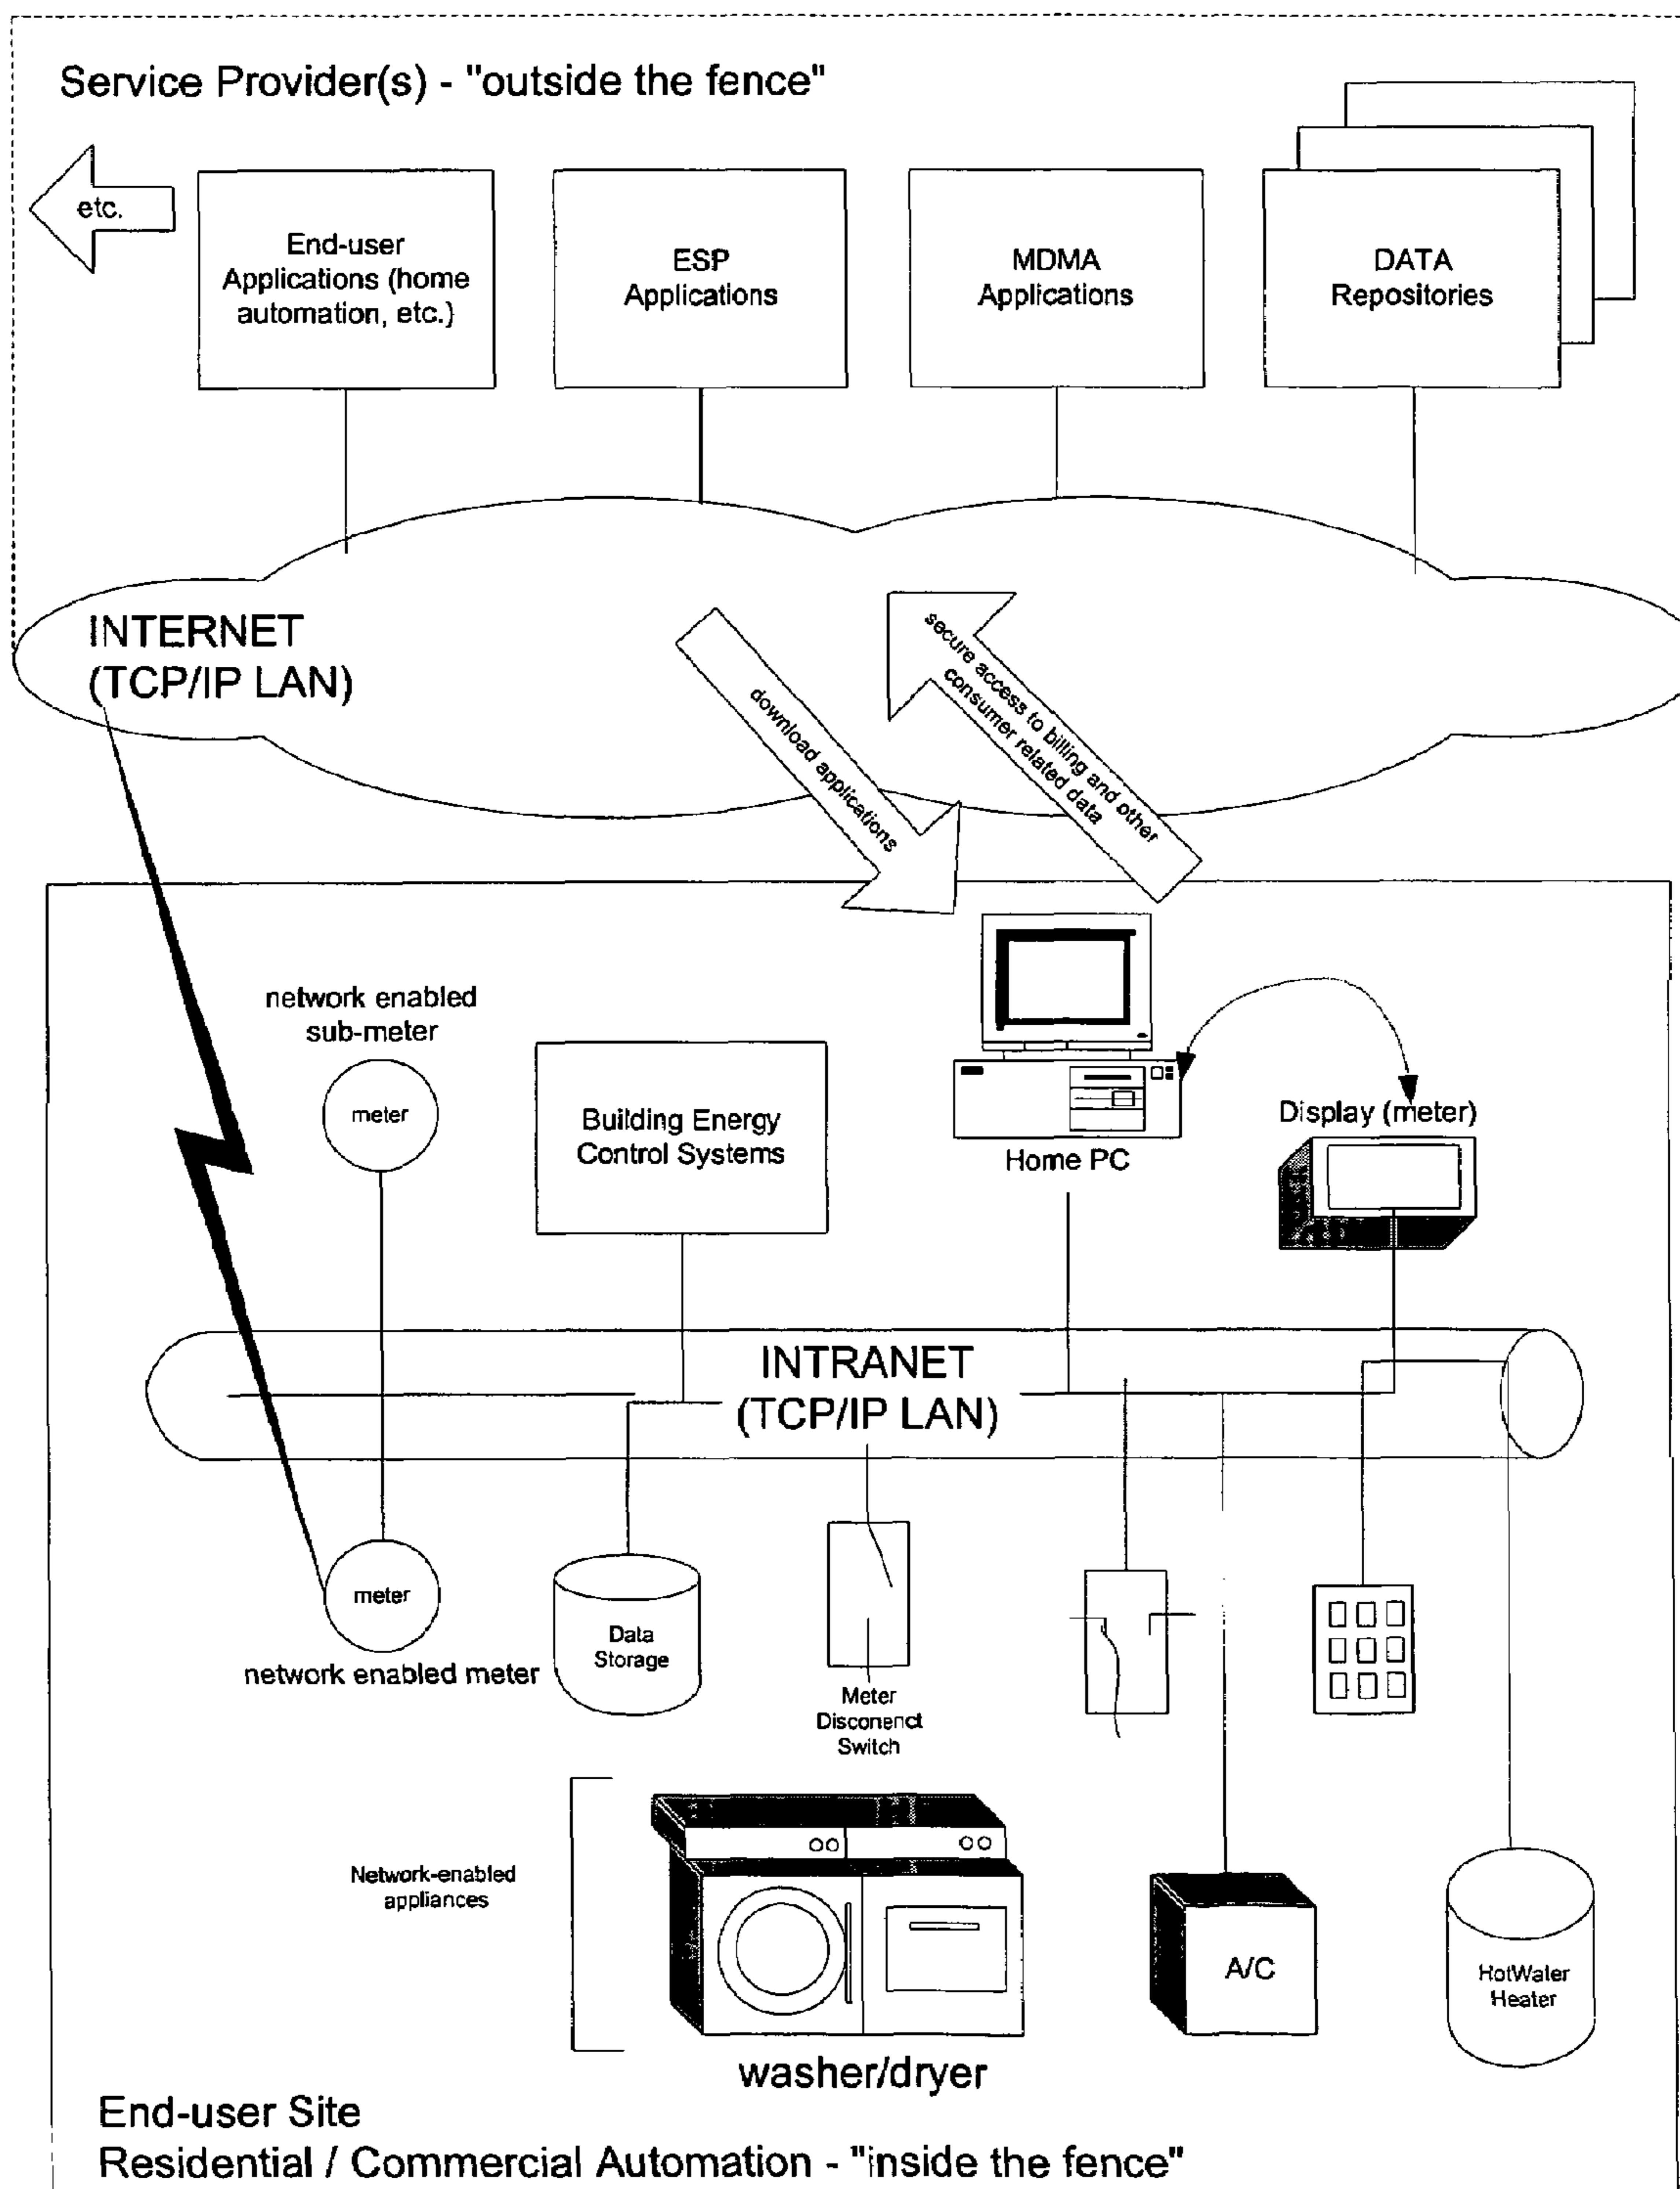 Service Provider(s) - "outside the fence"
etc.
End-user
Applications (home
automation, etc.)
ESP
Applications
MDMA
Applications
DATA
Repositories
INTERNET
(TCP/IP LAN)
download applications
secure access to billing and other
consumer related data
network enabled
sub-meter
meter
Building Energy
Control Systems
Home PC
Display (meter)
INTRANET
(TCP/IP LAN)
meter
network enabled meter
Data
Storage
Meter
Disconenct
Switch
Network-enabled
appliances
A/C
HotWater
Heater
washer/dryer
End-user Site
Residential / Commercial Automation - "inside the fence"